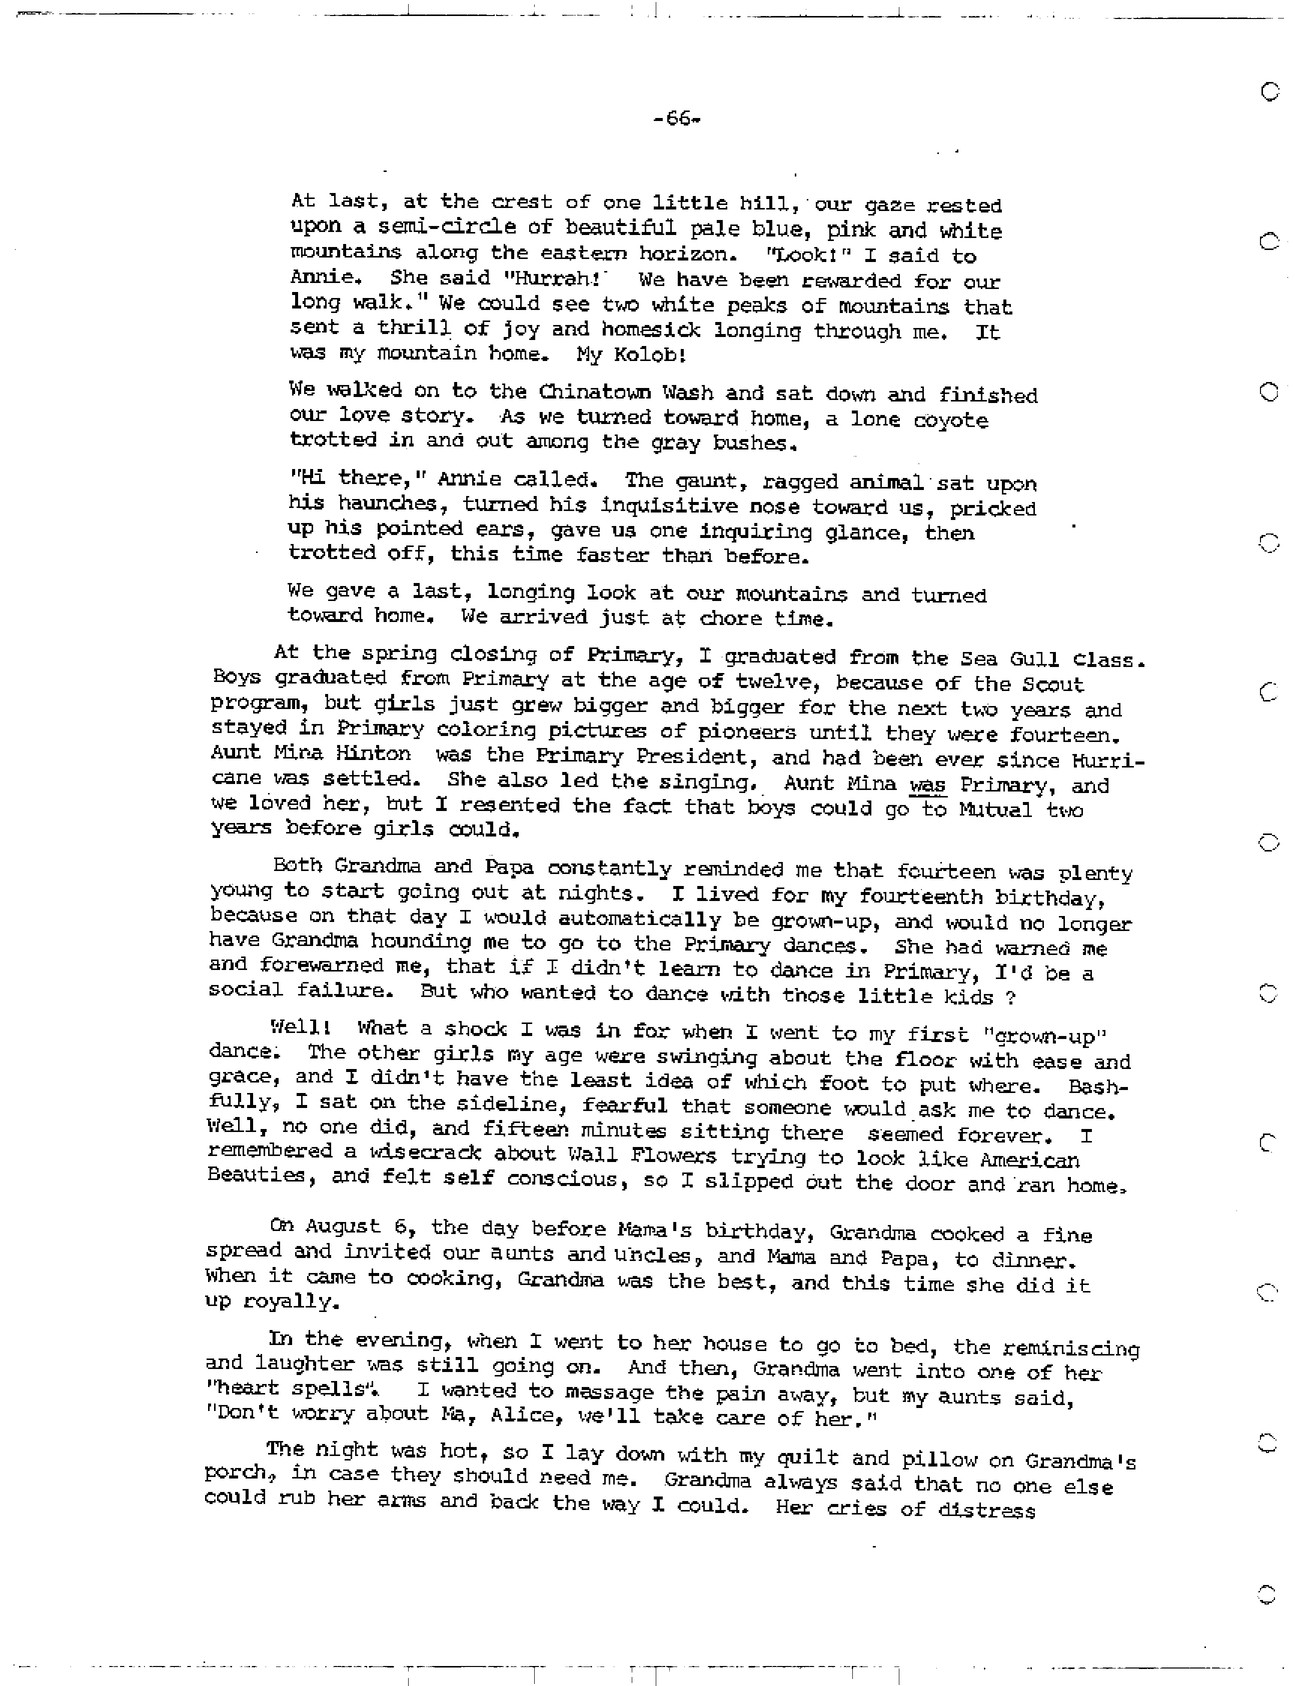 -66-
At last, at the crest of one little hill, our gaze rested
upon a semi-circle of beautiful pale blue, pink and white
mountains along the eastern horizon. "Look!" I said to
Annie. She said "Hurrah! We have been rewarded for our
long walk." We could see two white peaks of mountains that
sent a thrill of joy and homesick longing through me. It
was my mountain home. My Kolob!
We walked on to the Chinatown Wash and sat down and finished
our love story. As we turned toward home, a lone coyote
trotted in and out among the gray bushes.
"Hi there," Annie called. The gaunt, ragged animal sat upon
his haunches, turned his inquisitive nose toward us, pricked
up his pointed ears, gave us one inquiring glance, then
trotted off, this time faster than before.
We gave a last, longing look at our mountains and turned
toward home. We arrived just at chore time.
At the spring closing of Primary, I graduated from the Sea Gull class.
Boys graduated from Primary at the age of twelve, because of the Scout
program, but girls just grew bigger and bigger for the next two years and
stayed in Primary coloring pictures of pioneers until they were fourteen.
Aunt Mina Hinton was the Primary President, and had been ever since Hurri-
cane was settled. She also led the singing. Aunt Mina was Primary, and
we loved her, but I resented the fact that boys could go to Mutual two
years before girls could.
Both Grandma and Papa constantly reminded me that fourteen was plenty
young to start going out at nights. I lived for my fourteenth birthday,
because on that day I would automatically be grown-up, and would no longer
have Grandma hounding me to go to the Primary dances. She had warned me
and forewarned me, that if I didn't learn to dance in Primary, I'd be a
social failure. But who wanted to dance with those little kids ?
Well! What a shock I was in for when I went to my first "grown-up"
dance. The other girls my age were swinging about the floor with ease and
grace, and I didn't have the least idea of which foot to put where. Bash-
fully, I sat on the sideline, fearful that someone would ask me to dance.
Well, no one did, and fifteen minutes sitting there seemed forever. I
remembered a wisecrack about Wall Flowers trying to look like American
Beauties, and felt self conscious, so I slipped out the door and ran home.
On August 6, the day before Mama's birthday, Grandma cooked a fine
spread and invited our aunts and uncles, and Mama and Papa, to dinner.
When it came to cooking, Grandma was the best, and this time she did it
up royally.
In the evening, when I went to her house to go to bed, the reminiscing
and laughter was still going on. And then, Grandma went into one of her
"heart spells". I wanted to massage the pain away, but my aunts said,
"Don't worry about Ma, Alice, we'll take care of her."
The night was hot, so I lay down with my quilt and pillow on Grandma's
porch, in case they should need me. Grandma always said that no one else
could rub her arms and back the way I could. Her cries of distress